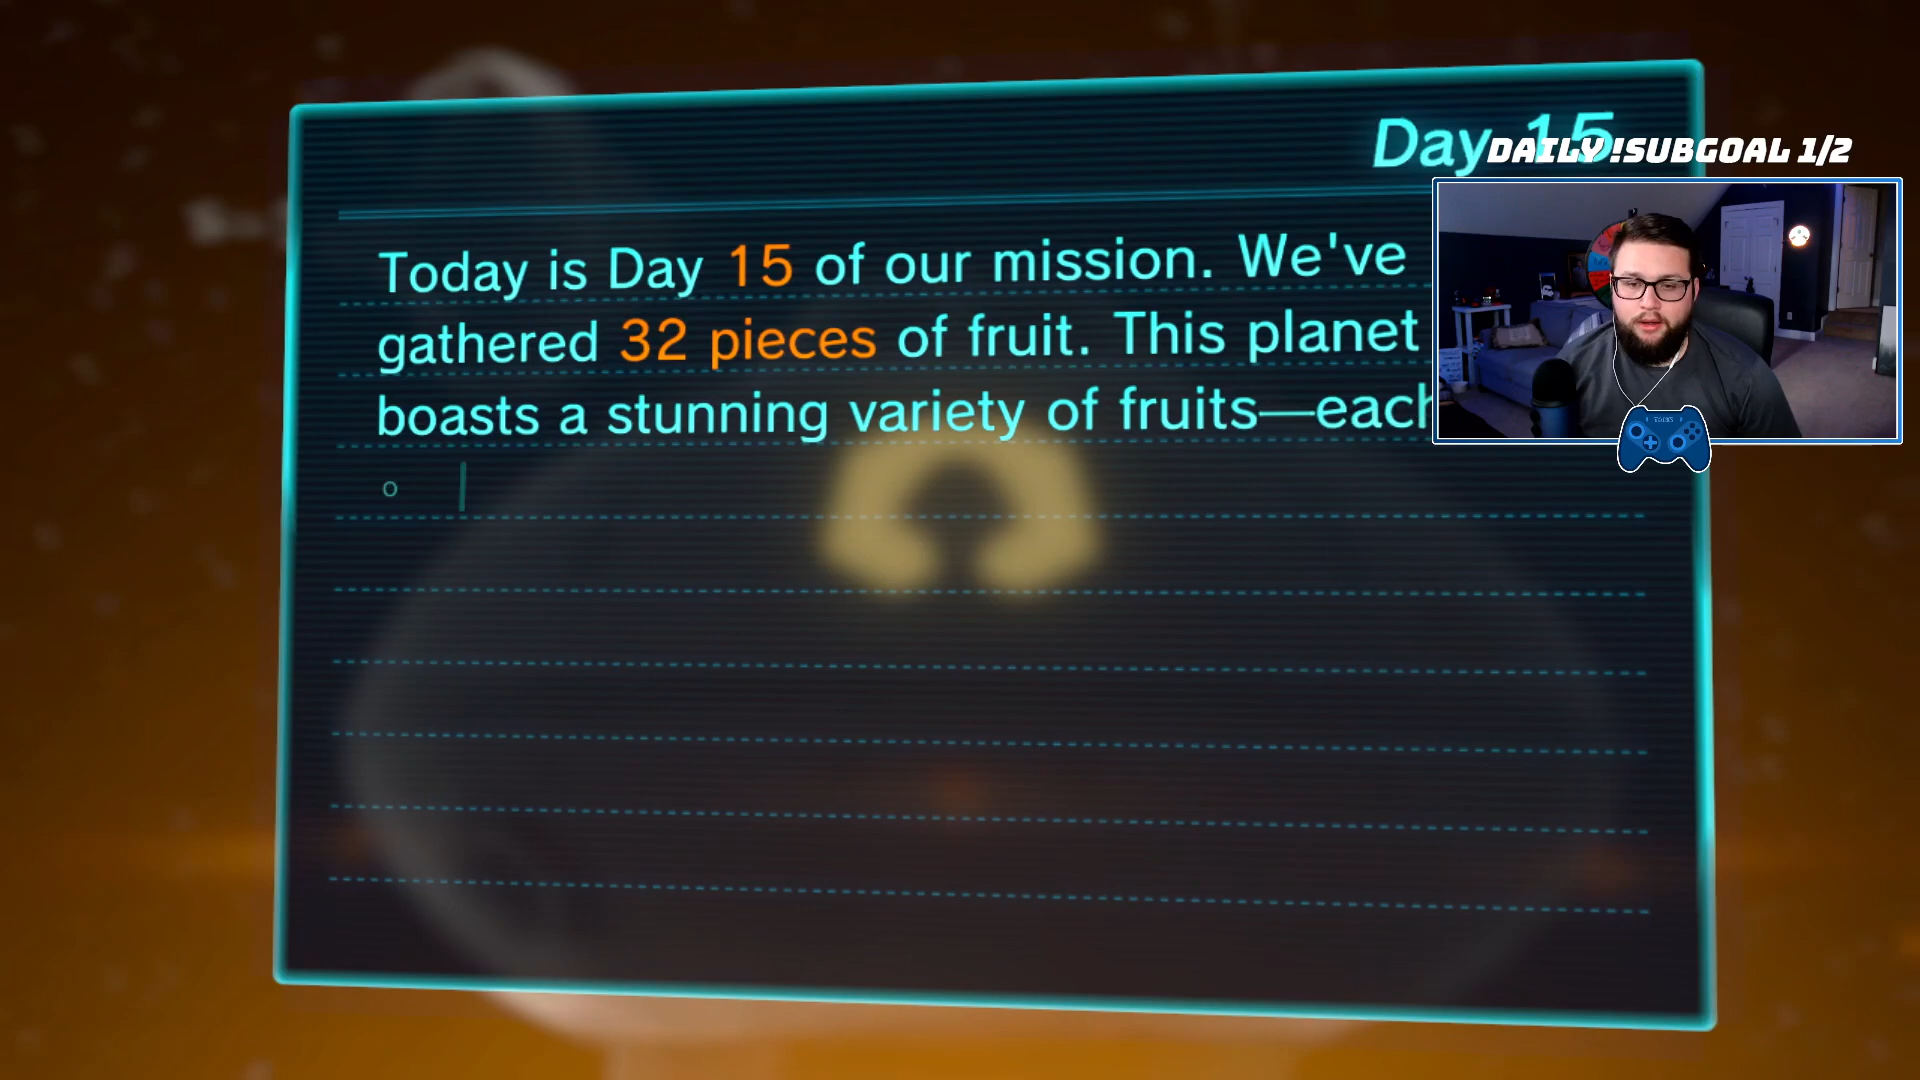 Day 15
DAILY !SUBGOAL 1/2
Today is Day 15 of our mission. We've
gathered 32 pieces of fruit. This planet
boasts a stunning variety of fruits—each
o